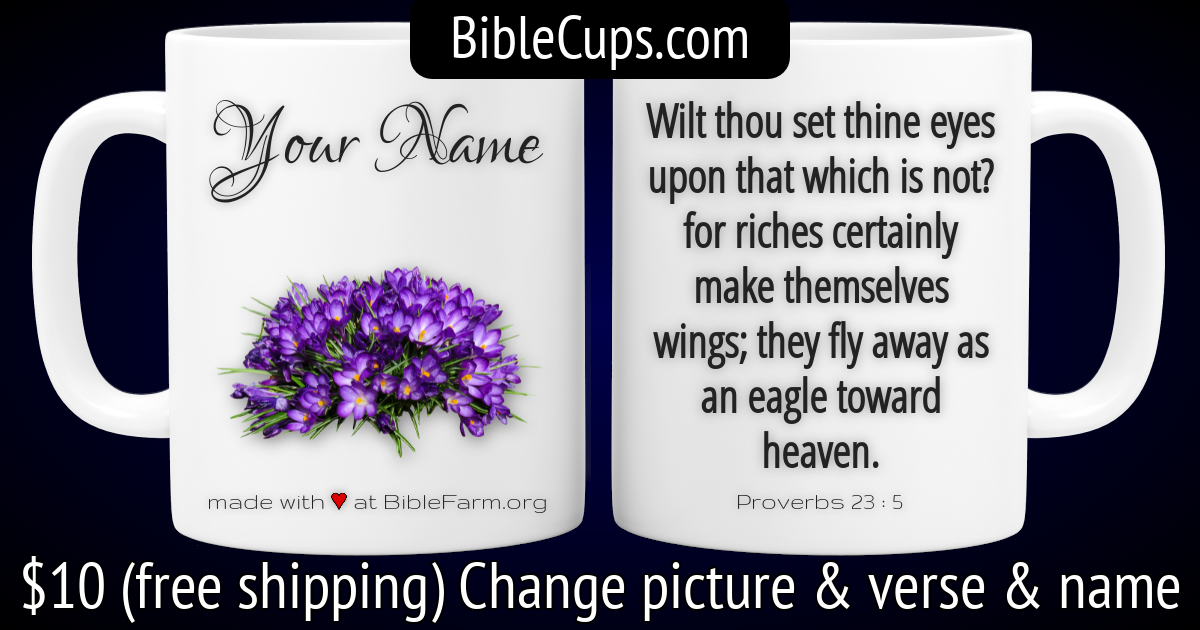 BibleCups.com
Your Name
made with ♥ at BibleFarm.org
Wilt thou set thine eyes
upon that which is not?
for riches certainly
make themselves
wings; they fly away as
an eagle toward
heaven.
Proverbs 23 : 5
$10 (free shipping) Change picture & verse & name